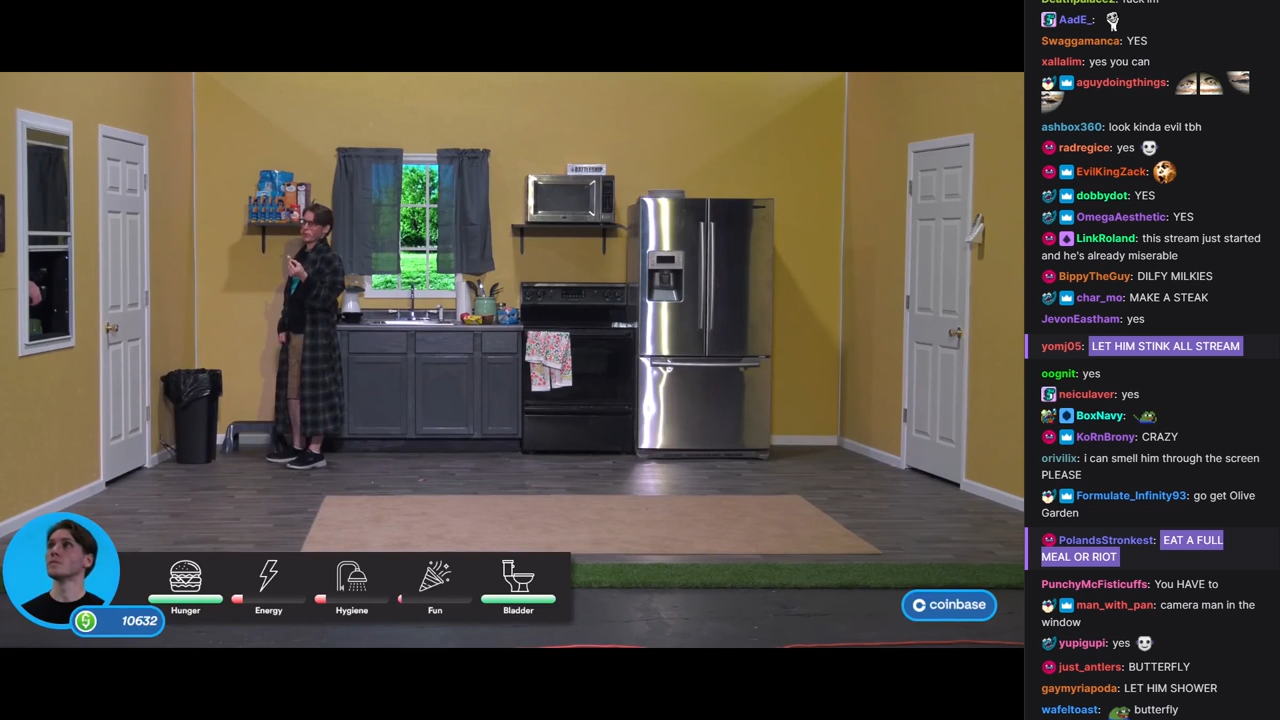 BATTLESHIP
Hunger
Energy
Hygiene
Fun
Bladder
10632
coinbase
Deathpalace2: fuck im
AadE_:
Swaggamanca: YES
xallalim: yes you can
aguydoingthings:
ashbox360: look kinda evil tbh
radregice: yes
EvilKingZack:
dobbydot: YES
OmegaAesthetic: YES
LinkRoland: this stream just started
and he's already miserable
BippyTheGuy: DILFY MILKIES
char_mo: MAKE A STEAK
JevonEastham: yes
yomj05: LET HIM STINK ALL STREAM
oognit: yes
neiculaver: yes
BoxNavy:
KoRnBrony: CRAZY
orivilix: i can smell him through the screen
PLEASE
Formulate_Infinity93: go get Olive
Garden
PolandsStrongkest: EAT A FULL
MEAL OR RIOT
PunchyMcFisticuffs: You HAVE to
man_with_pan: camera man in the
window
yupigupi: yes
just_antlers: BUTTERFLY
gaymyriapoda: LET HIM SHOWER
wafeltoast: butterfly